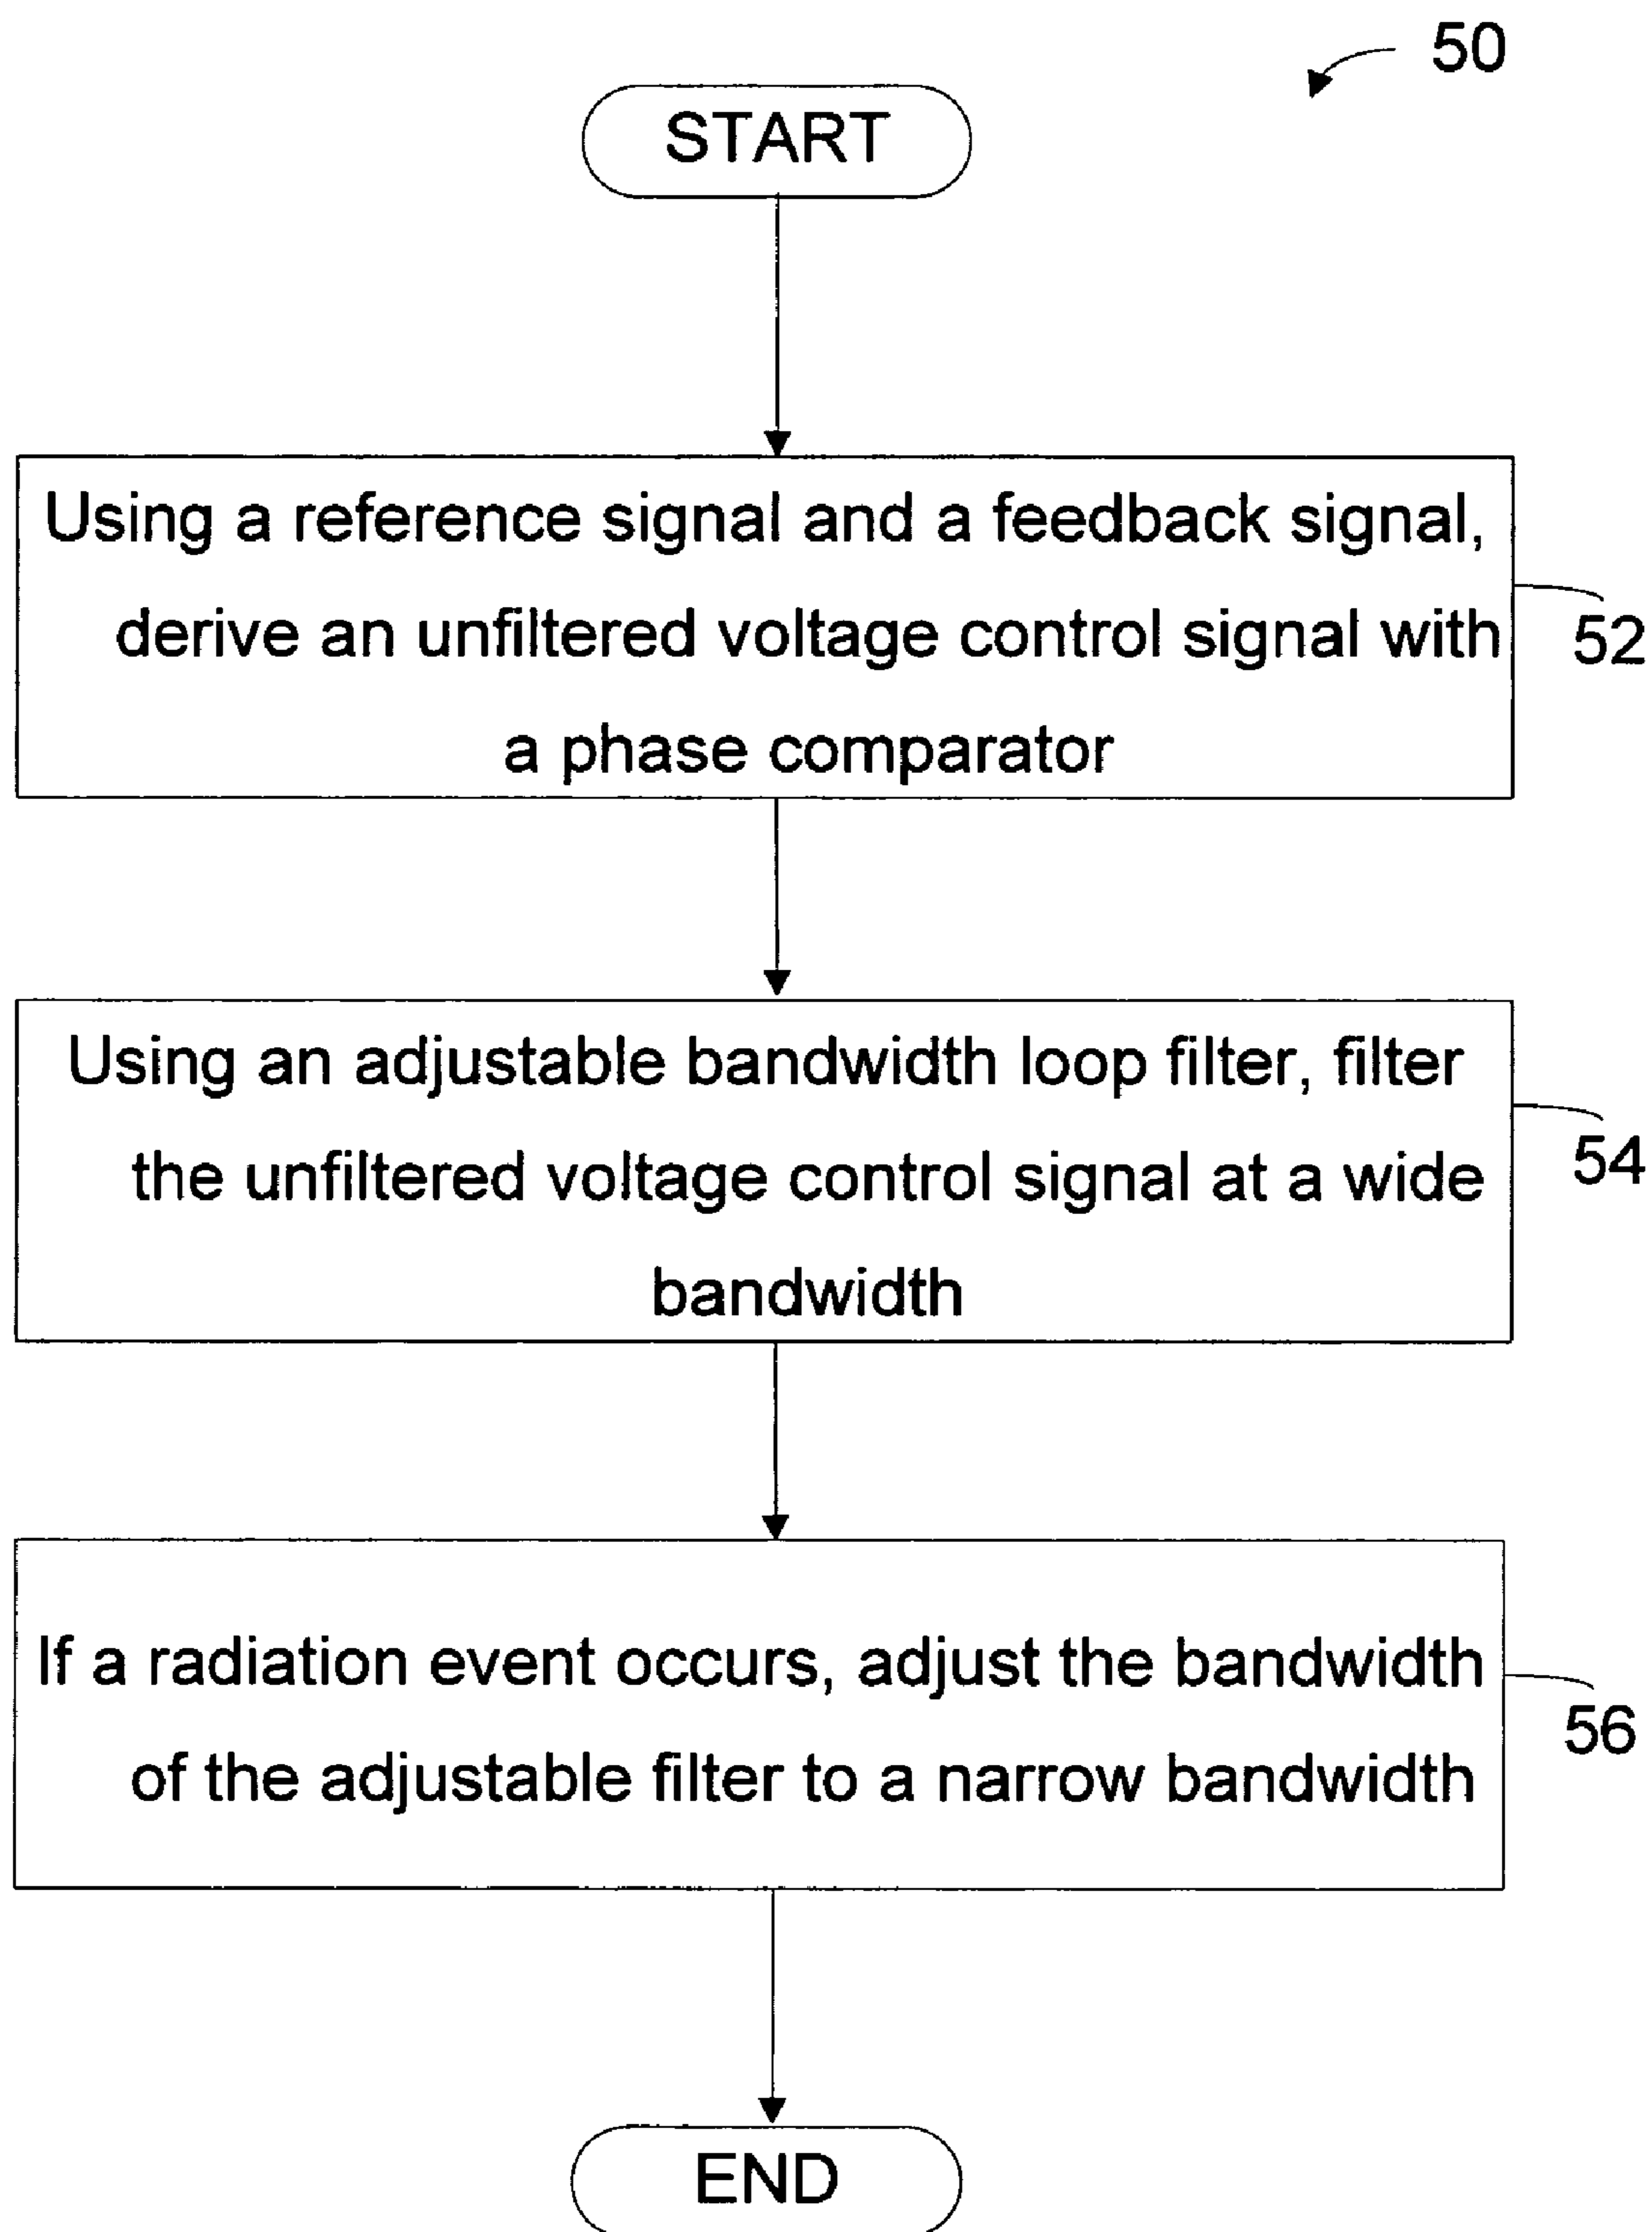 50
START
Using a reference signal and a feedback signal,
derive an unfiltered voltage control signal with
a phase comparator
52
Using an adjustable bandwidth loop filter, filter
the unfiltered voltage control signal at a wide
bandwidth
54
If a radiation event occurs, adjust the bandwidth
of the adjustable filter to a narrow bandwidth
56
END